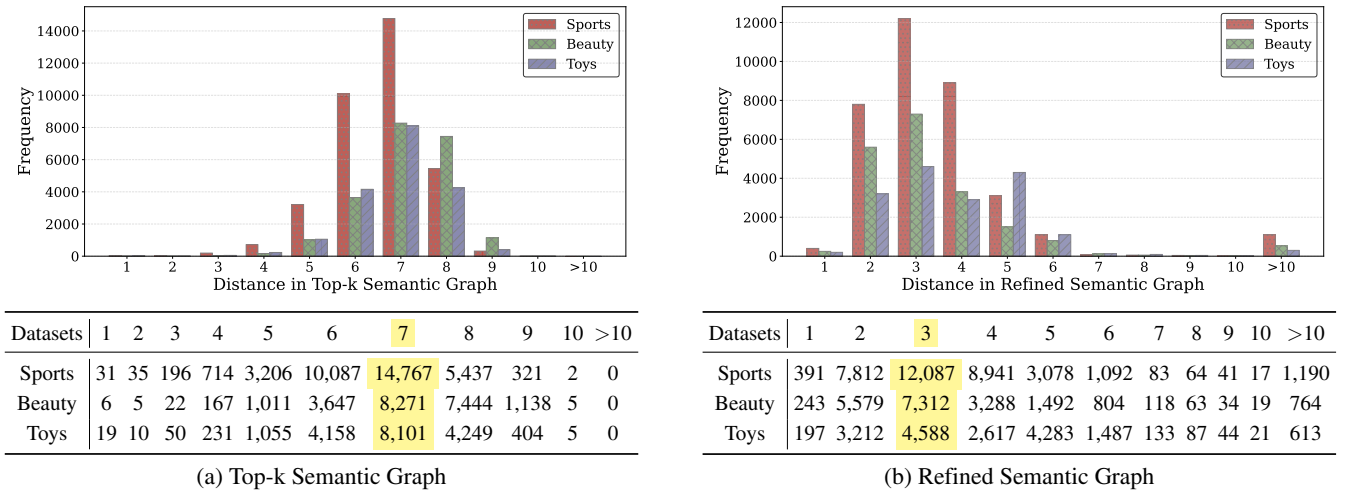 14000
12000
10000
8000
6000
4000
2000
0
Frequency
Sports
Beauty
Toys
1 2 3 4 5 6 7 8 9 10 >10
Distance in Top-k Semantic Graph
Datasets 1 2 3 4 5 6 7 8 9 10 >10
Sports 31 35 196 714 3,206 10,087 14,767 5,437 321 2 0
Beauty 6 5 22 167 1,011 3,647 8,271 7,444 1,138 5 0
Toys 19 10 50 231 1,055 4,158 8,101 4,249 404 5 0
(a) Top-k Semantic Graph
12000
10000
8000
6000
4000
2000
0
Frequency
Sports
Beauty
Toys
1 2 3 4 5 6 7 8 9 10 >10
Distance in Refined Semantic Graph
Datasets 1 2 3 4 5 6 7 8 9 10 >10
Sports 391 7,812 12,087 8,941 3,078 1,092 83 64 41 17 1,190
Beauty 243 5,579 7,312 3,288 1,492 804 118 63 34 19 764
Toys 197 3,212 4,588 2,617 4,283 1,487 133 87 44 21 613
(b) Refined Semantic Graph